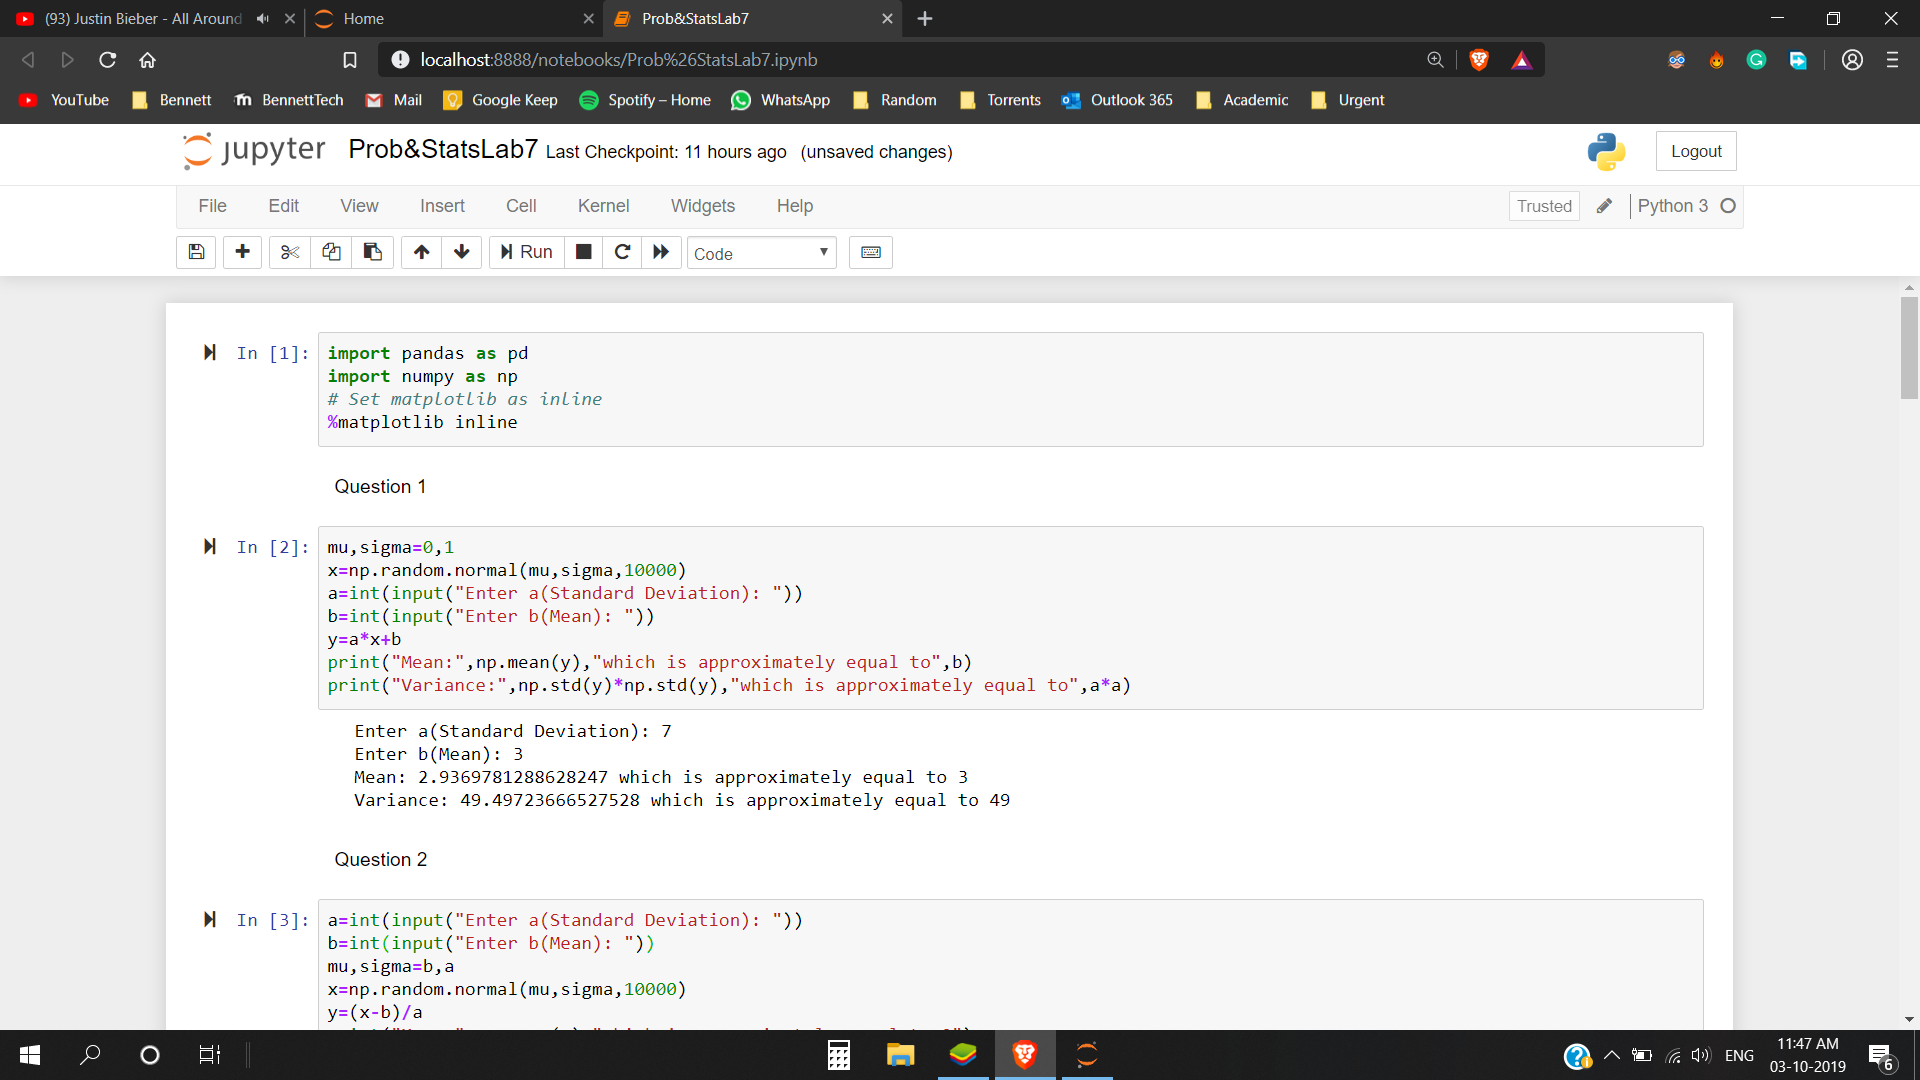 (93) Justin Bieber - All Around
Home
Prob&StatsLab7
localhost:8888/notebooks/Prob%26StatsLab7.ipynb
YouTube Bennett BennettTech Mail Google Keep Spotify – Home WhatsApp Random Torrents Outlook 365 Academic Urgent
jupyter Prob&StatsLab7 Last Checkpoint: 11 hours ago (unsaved changes)
Logout
File Edit View Insert Cell Kernel Widgets Help
Trusted Python 3
Run Code
In [1]:
import pandas as pd
import numpy as np
# Set matplotlib as inline
%matplotlib inline
Question 1
In [2]:
mu,sigma=0,1
x=np.random.normal(mu,sigma,10000)
a=int(input("Enter a(Standard Deviation): "))
b=int(input("Enter b(Mean): "))
y=a*x+b
print("Mean:",np.mean(y),"which is approximately equal to",b)
print("Variance:",np.std(y)*np.std(y),"which is approximately equal to",a*a)
Enter a(Standard Deviation): 7
Enter b(Mean): 3
Mean: 2.9369781288628247 which is approximately equal to 3
Variance: 49.49723666527528 which is approximately equal to 49
Question 2
In [3]:
a=int(input("Enter a(Standard Deviation): "))
b=int(input("Enter b(Mean): "))
mu,sigma=b,a
x=np.random.normal(mu,sigma,10000)
y=(x-b)/a
ENG
11:47 AM
03-10-2019
6